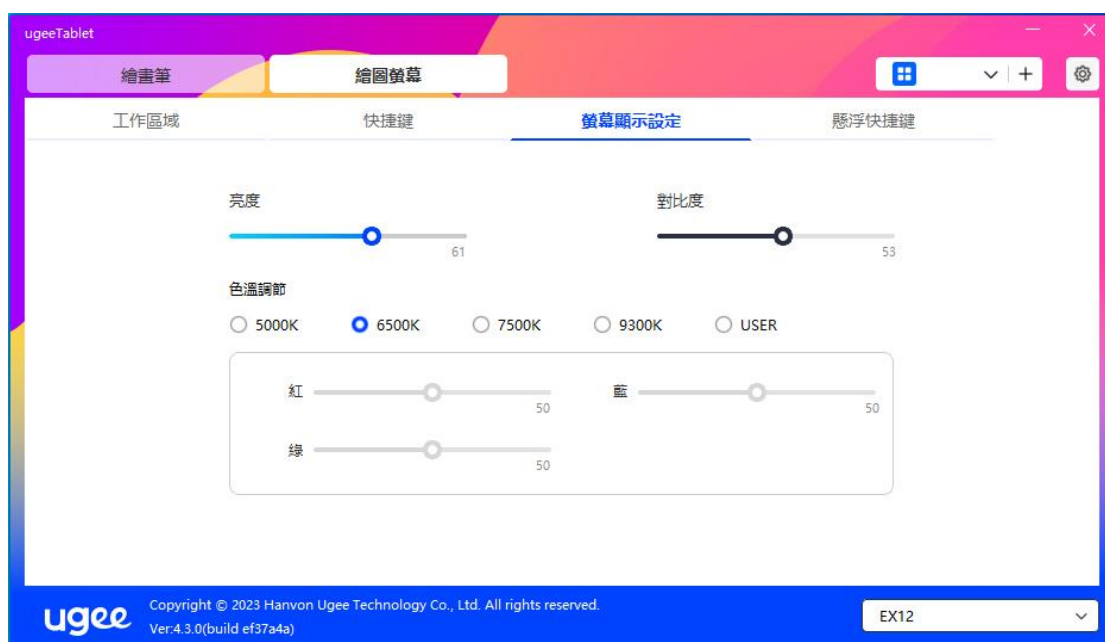 ugeeTablet
繪畫筆
繪圖螢幕
工作區域
快捷鍵
螢幕顯示設定
懸浮快捷鍵
亮度
對比度
61
53
色溫調節
5000K
6500K
7500K
9300K
USER
紅
藍
50
50
綠
50
ugee
Copyright © 2023 Hanvon Ugee Technology Co., Ltd. All rights reserved.
Ver:4.3.0(build ef37a4a)
EX12